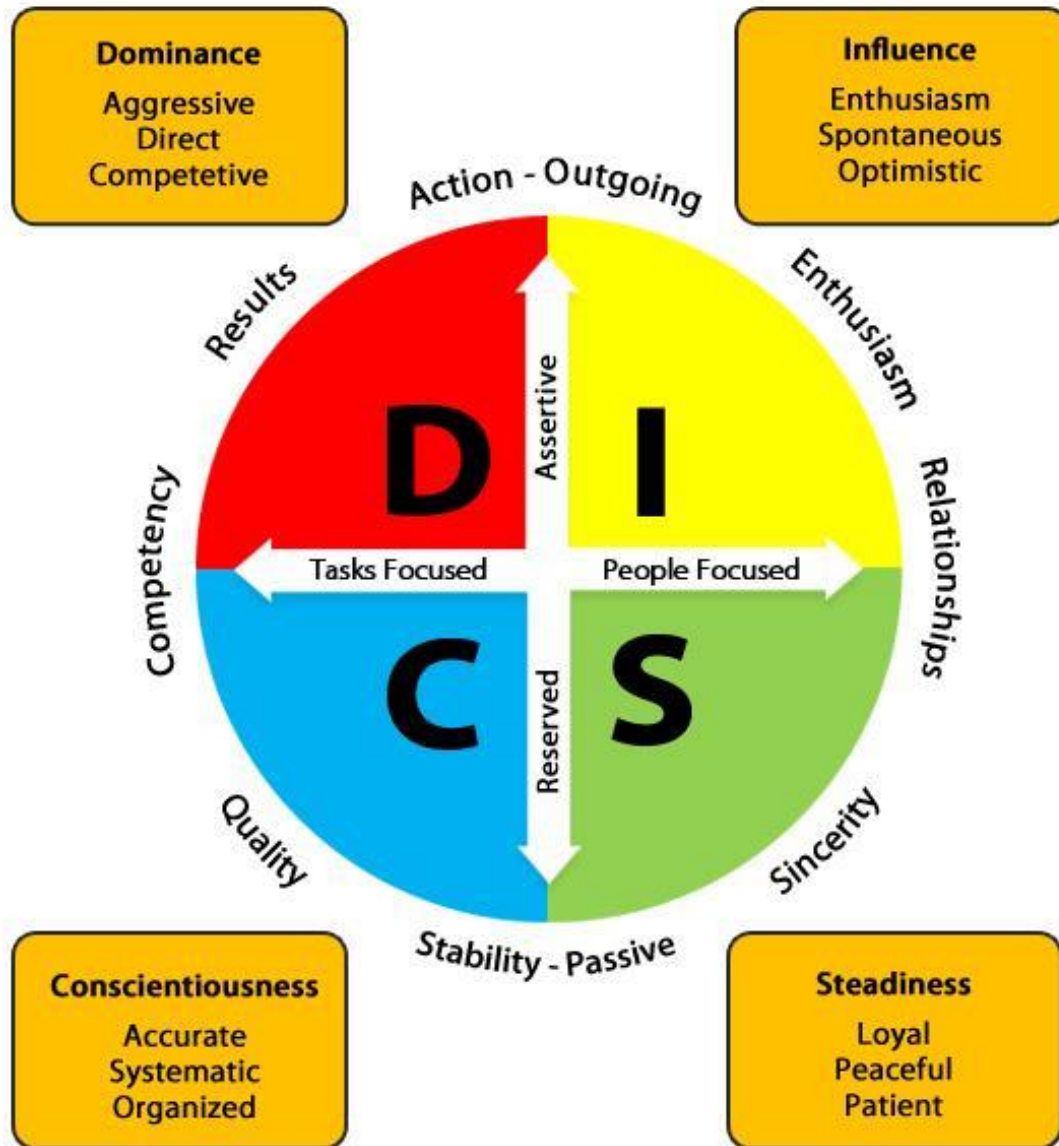 Dominance
Aggressive
Direct
Competetive
Influence
Enthusiasm
Spontaneous
Optimistic
Action - Outgoing
Results
Enthusiasm
Competency
Relationships
D
I
Assertive
Tasks Focused
People Focused
C
S
Reserved
Quality
Sincerity
Stability - Passive
Conscientiousness
Accurate
Systematic
Organized
Steadiness
Loyal
Peaceful
Patient